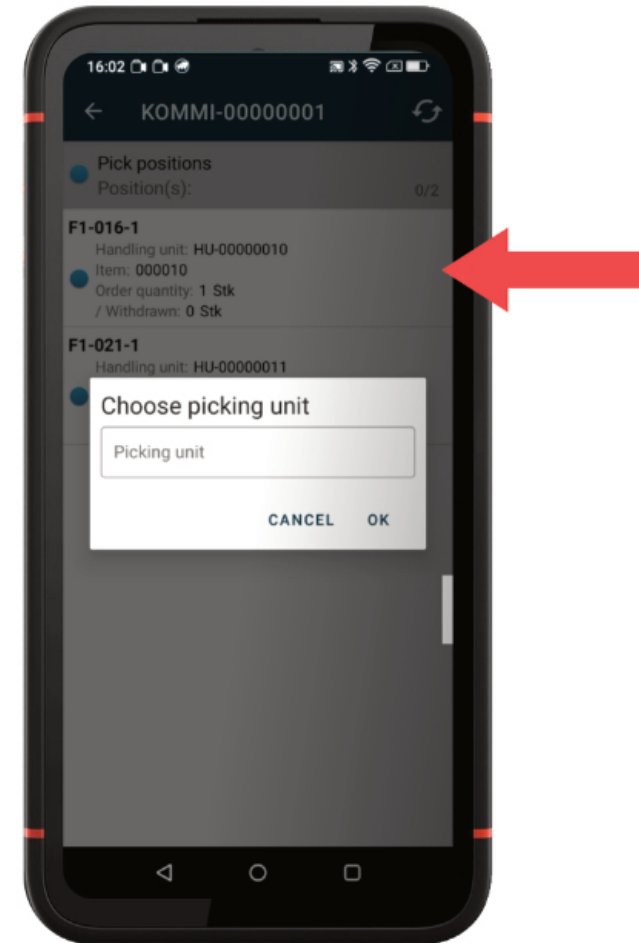 16:02
KOMMI-00000001
Pick positions
Position(s):
0/2
F1-016-1
Handling unit: HU-00000010
Item: 000010
Order quantity: 1 Stk
/ Withdrawn: 0 Stk
F1-021-1
Handling unit: HU-00000011
Choose picking unit
Picking unit
CANCEL OK